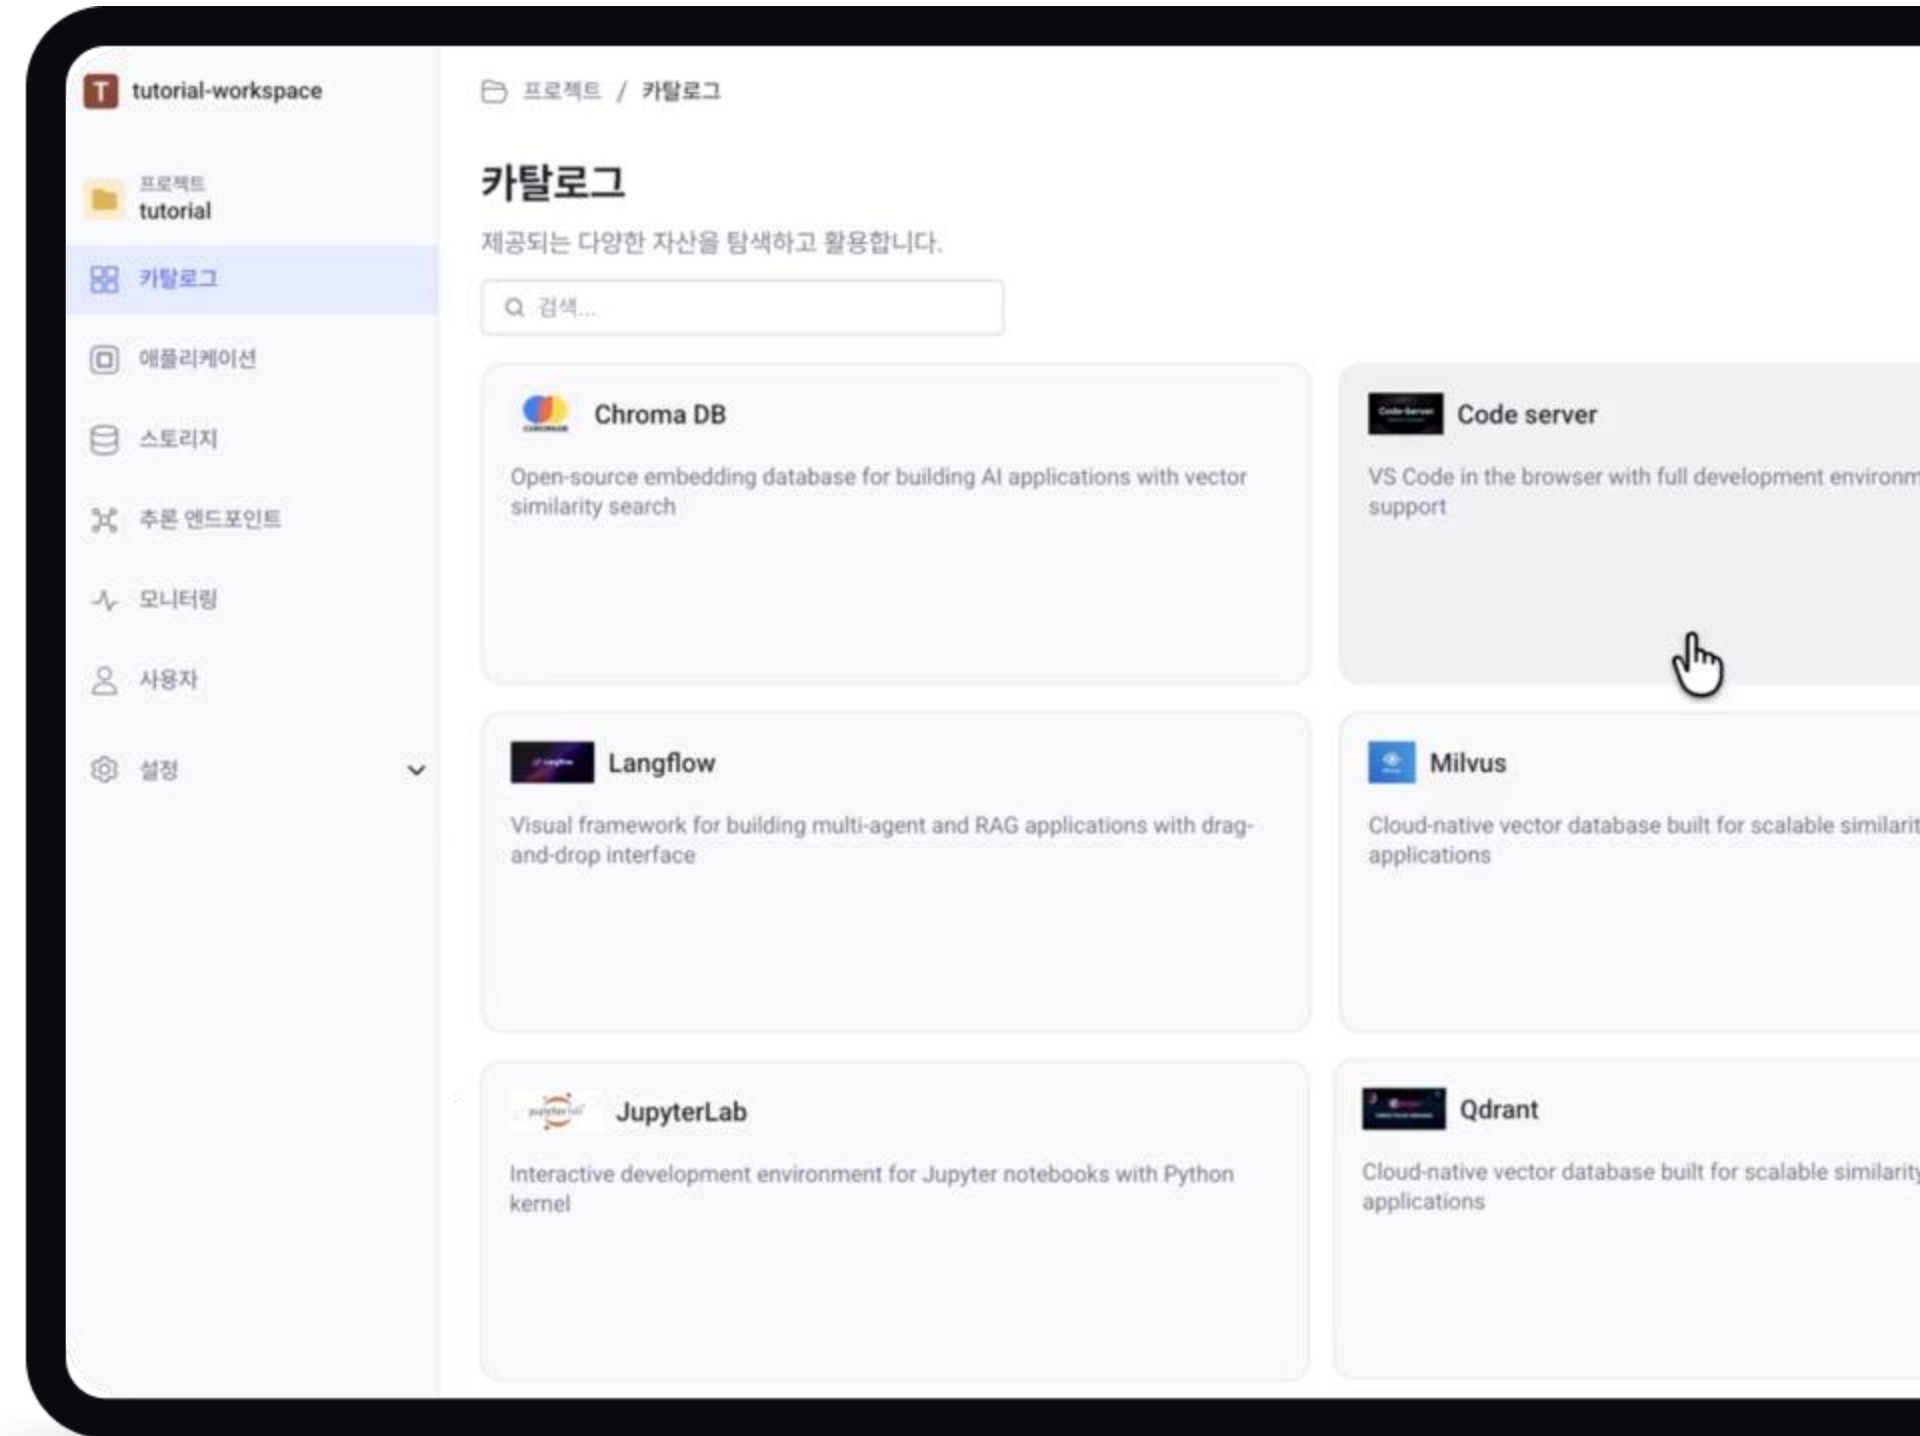 T tutorial-workspace
프로젝트 / 카탈로그
프로젝트
tutorial
카탈로그
애플리케이션
스토리지
추론 엔드포인트
모니터링
사용자
설정
카탈로그
제공되는 다양한 자산을 탐색하고 활용합니다.
검색...
Chroma DB
Open-source embedding database for building AI applications with vector
similarity search
Code-Server
Code server
VS Code in the browser with full development environm
support
Langflow
Visual framework for building multi-agent and RAG applications with drag-
and-drop interface
Milvus
Cloud-native vector database built for scalable similarit
applications
JupyterLab
Interactive development environment for Jupyter notebooks with Python
kernel
Qdrant
Cloud-native vector database built for scalable similarity
applications